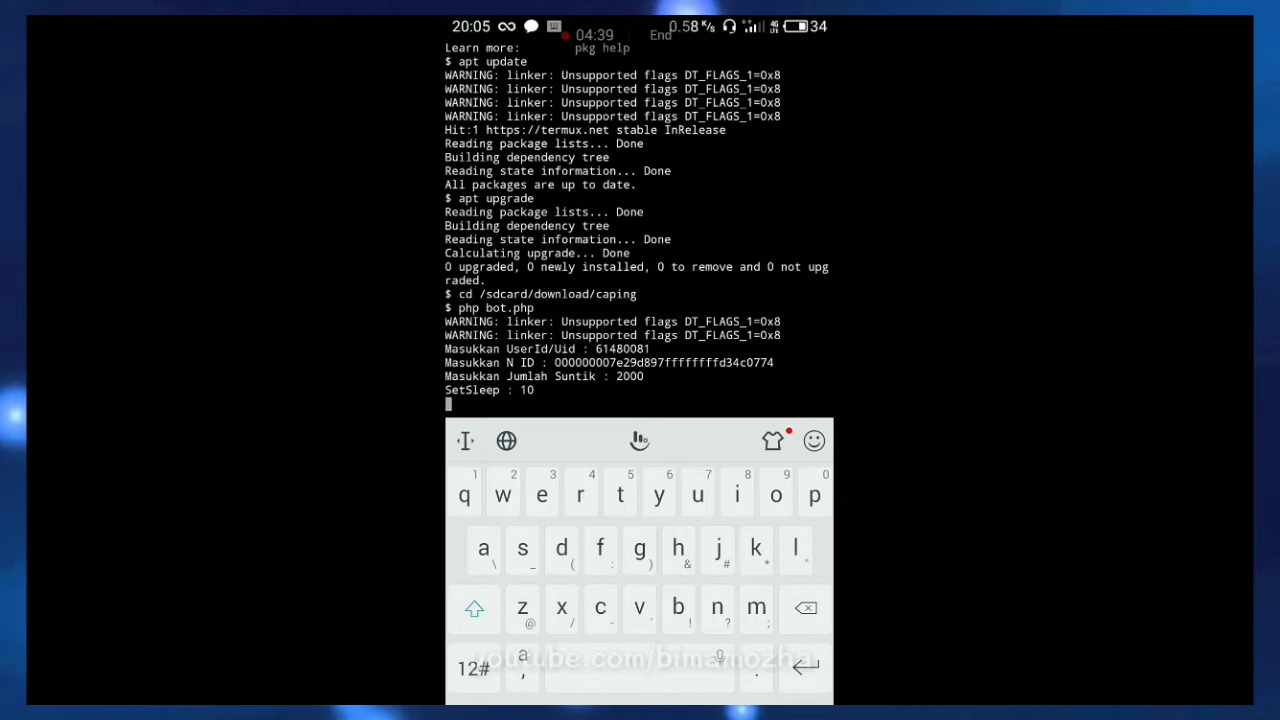 20:05 0.58 K/s 4G LTE 34
04:39 End
Learn more: pkg help
$ apt update
WARNING: linker: Unsupported flags DT_FLAGS_1=0x8
WARNING: linker: Unsupported flags DT_FLAGS_1=0x8
WARNING: linker: Unsupported flags DT_FLAGS_1=0x8
WARNING: linker: Unsupported flags DT_FLAGS_1=0x8
Hit:1 https://termux.net stable InRelease
Reading package lists... Done
Building dependency tree
Reading state information... Done
All packages are up to date.
$ apt upgrade
Reading package lists... Done
Building dependency tree
Reading state information... Done
Calculating upgrade... Done
0 upgraded, 0 newly installed, 0 to remove and 0 not upg
raded.
$ cd /sdcard/download/caping
$ php bot.php
WARNING: linker: Unsupported flags DT_FLAGS_1=0x8
WARNING: linker: Unsupported flags DT_FLAGS_1=0x8
Masukkan UserId/Uid : 61480081
Masukkan N ID : 000000007e29d897ffffffffd34c0774
Masukkan Jumlah Suntik : 2000
SetSleep : 10
1 2 3 4 5 6 7 8 9 0
q w e r t y u i o p
a s d f g h j k l
\ _ ( : ) & # * "
z x c v b n m
@ / - ' ! ? ;
youtube.com/bimamozha
12# , .